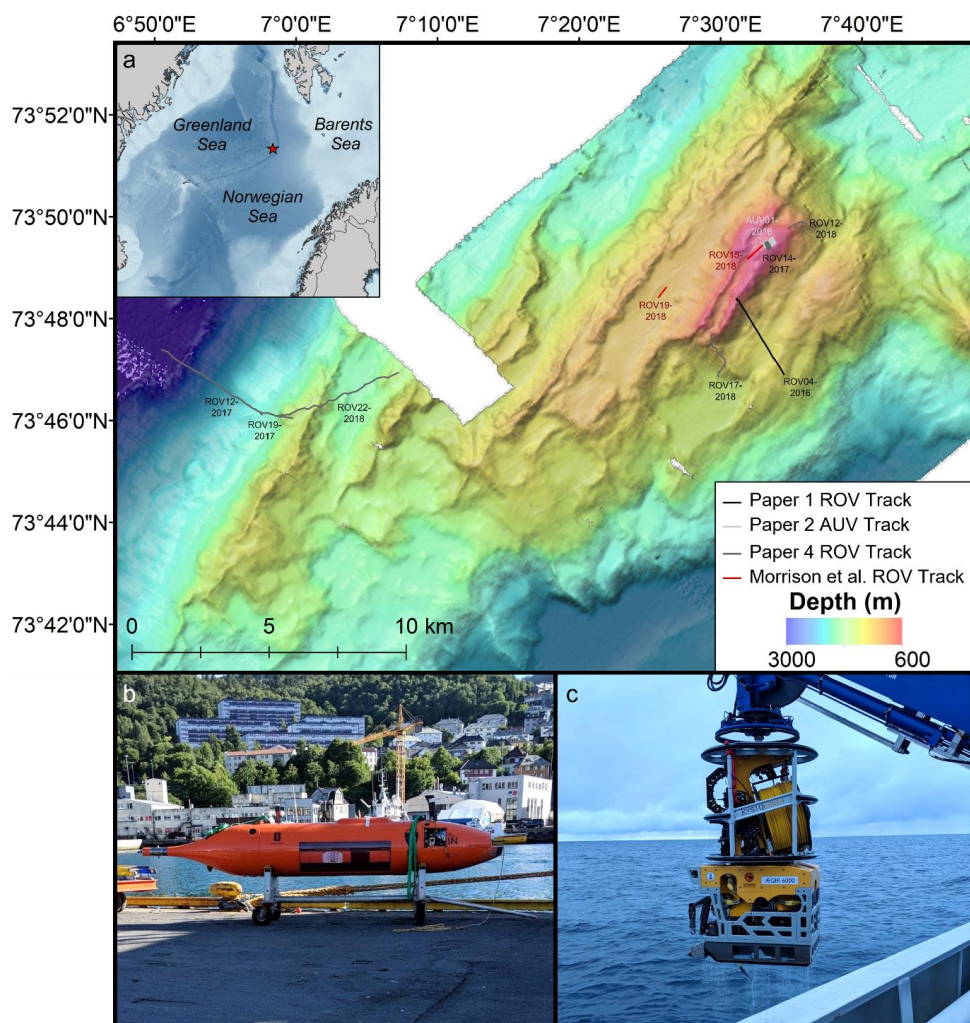 6°50'0"E
7°0'0"E
7°10'0"E
7°20'0"E
7°30'0"E
7°40'0"E
a
Greenland
Sea
Barents
Sea
Norwegian
Sea
73°52'0"N
73°50'0"N
73°48'0"N
73°46'0"N
73°44'0"N
73°42'0"N
AUV01-
2016
ROV12-
2018
ROV15-
2018
ROV14-
2017
ROV19-
2018
ROV17-
2018
ROV04-
2016
ROV12-
2017
ROV19-
2017
ROV22-
2018
Paper 1 ROV Track
Paper 2 AUV Track
Paper 4 ROV Track
Morrison et al. ROV Track
Depth (m)
3000
600
0
5
10 km
b
c
ÆGIR 6000